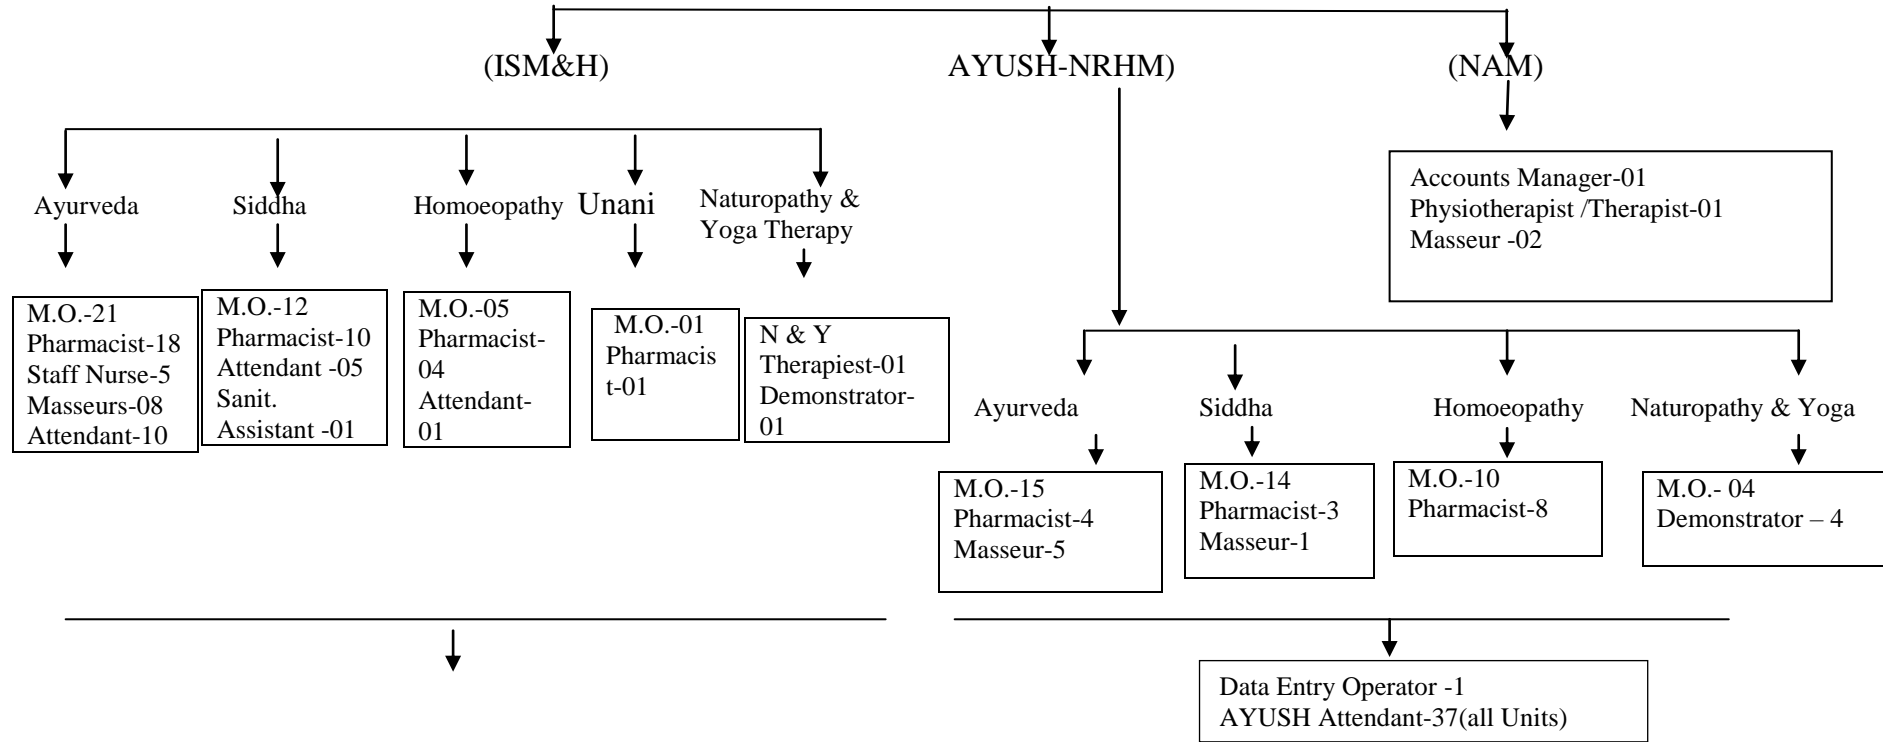 (ISM&H)
AYUSH-NRHM)
(NAM)
Ayurveda
Siddha
Homoeopathy
Unani
Naturopathy &
Yoga Therapy
M.O.-21
Pharmacist-18
Staff Nurse-5
Masseurs-08
Attendant-10
M.O.-12
Pharmacist-10
Attendant -05
Sanit.
Assistant -01
M.O.-05
Pharmacist-
04
Attendant-
01
M.O.-01
Pharmacis
t-01
N & Y
Therapiest-01
Demonstrator-
01
Accounts Manager-01
Physiotherapist /Therapist-01
Masseur -02
Ayurveda
Siddha
Homoeopathy
Naturopathy & Yoga
M.O.-15
Pharmacist-4
Masseur-5
M.O.-14
Pharmacist-3
Masseur-1
M.O.-10
Pharmacist-8
M.O.- 04
Demonstrator – 4
Data Entry Operator -1
AYUSH Attendant-37(all Units)